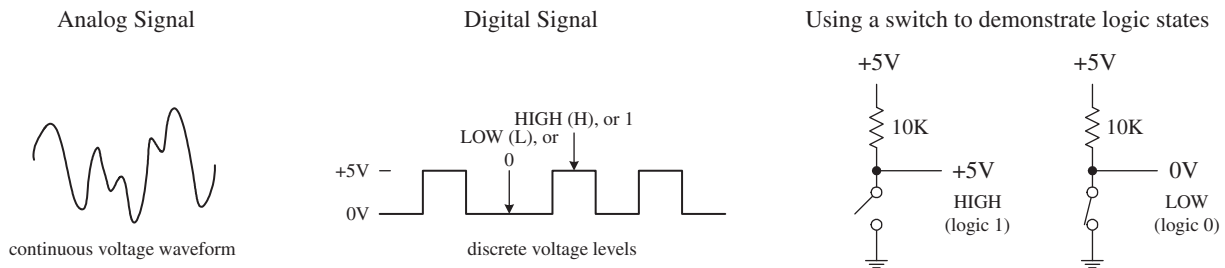 Analog Signal
continuous voltage waveform
Digital Signal
HIGH (H), or 1
LOW (L), or
0
+5V
0V
discrete voltage levels
Using a switch to demonstrate logic states
+5V
10K
+5V
HIGH
(logic 1)
+5V
10K
0V
LOW
(logic 0)